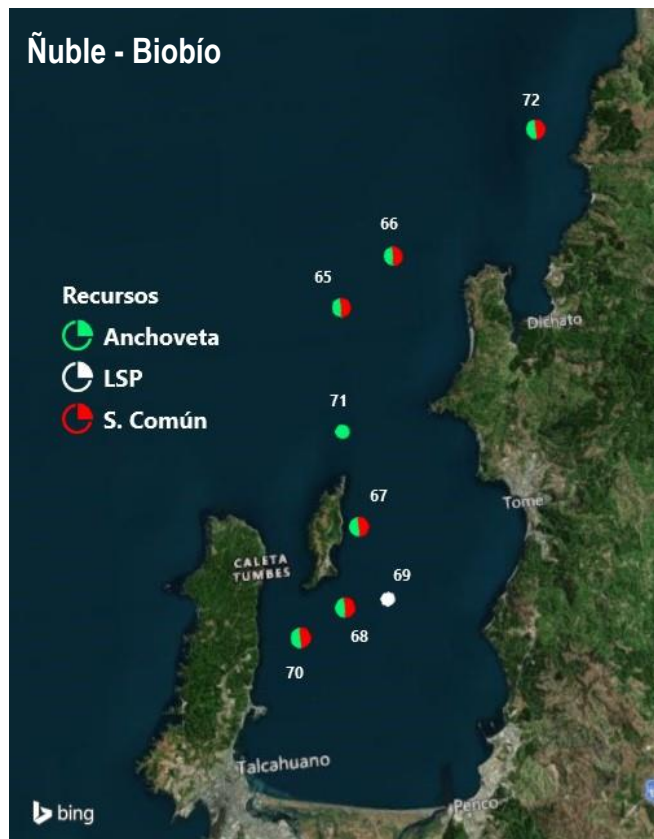 Ñuble - Biobío
72
66
65
Recursos
Anchoveta
LSP
S. Común
Dichato
71
67
Tome
CALETA
TUMBES
69
68
70
Talcahuano
Penco
bing